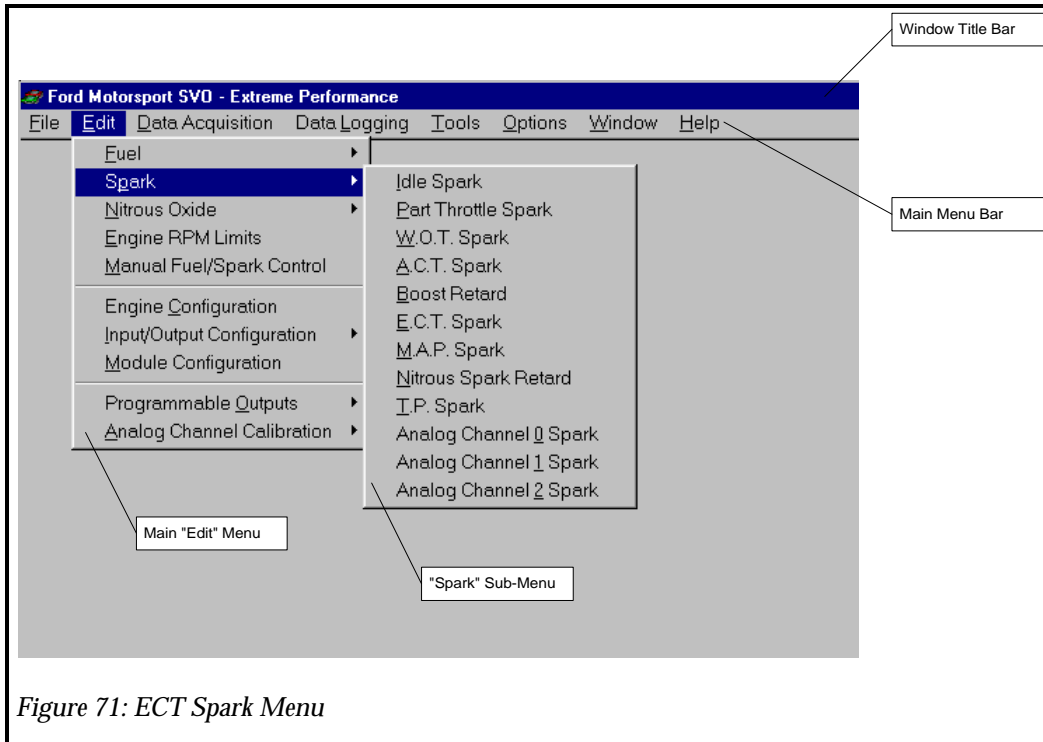 Window Title Bar
Ford Motorsport SVO - Extreme Performance
File Edit Data Acquisition Data Logging Tools Options Window Help
Main Menu Bar
Fuel
Spark
Nitrous Oxide
Engine RPM Limits
Manual Fuel/Spark Control
Engine Configuration
Input/Output Configuration
Module Configuration
Programmable Outputs
Analog Channel Calibration
Idle Spark
Part Throttle Spark
W.O.T. Spark
A.C.T. Spark
Boost Retard
E.C.T. Spark
M.A.P. Spark
Nitrous Spark Retard
T.P. Spark
Analog Channel 0 Spark
Analog Channel 1 Spark
Analog Channel 2 Spark
Main "Edit" Menu
"Spark" Sub-Menu
Figure 71: ECT Spark Menu